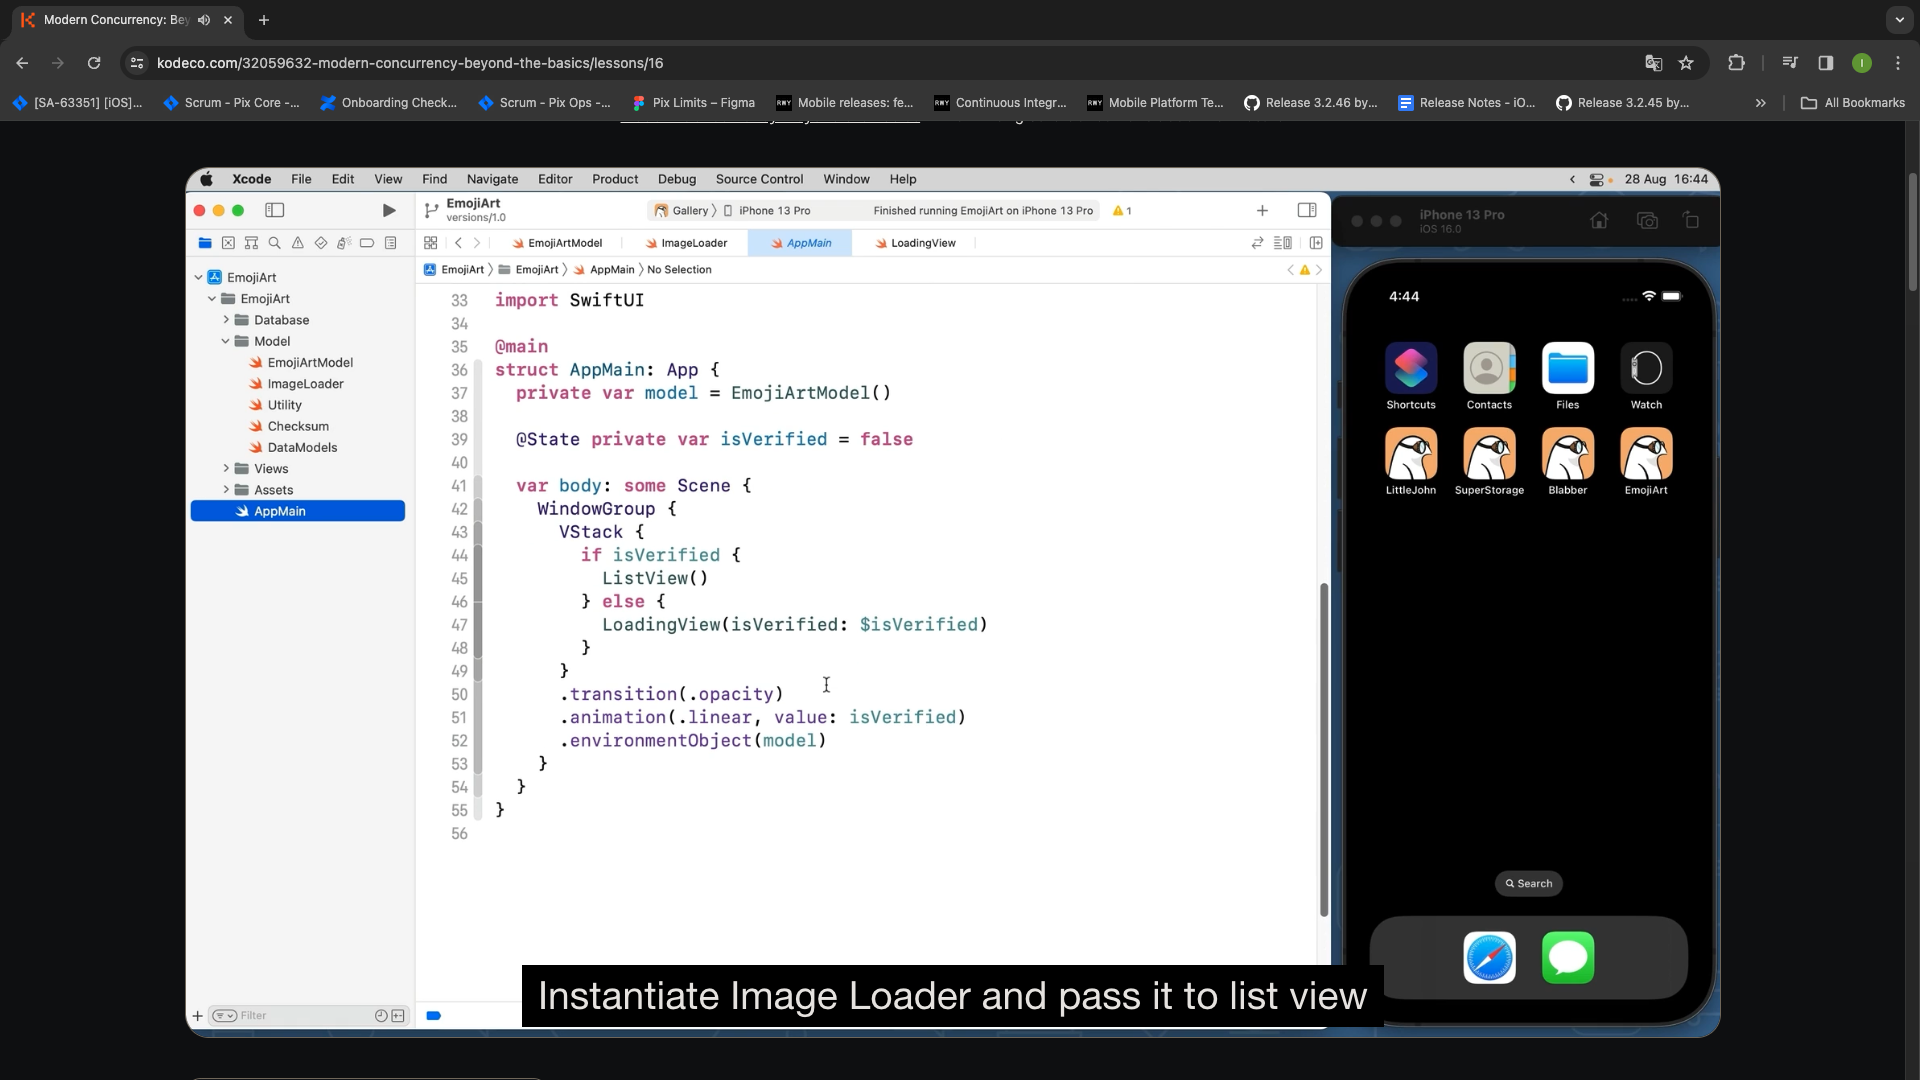 Modern Concurrency: Bey
kodeco.com/32059632-modern-concurrency-beyond-the-basics/lessons/16
[SA-63351] [iOS]...
Scrum - Pix Core -...
Onboarding Check...
Scrum - Pix Ops -...
Pix Limits – Figma
Mobile releases: fe...
Continuous Integr...
Mobile Platform Te...
Release 3.2.46 by...
Release Notes - iO...
Release 3.2.45 by...
All Bookmarks
Xcode File Edit View Find Navigate Editor Product Debug Source Control Window Help
28 Aug 16:44
EmojiArt
versions/1.0
Gallery
iPhone 13 Pro
Finished running EmojiArt on iPhone 13 Pro
1
iPhone 13 Pro
iOS 16.0
EmojiArtModel
ImageLoader
AppMain
LoadingView
EmojiArt
EmojiArt
AppMain
No Selection
EmojiArt
EmojiArt
Database
Model
EmojiArtModel
ImageLoader
Utility
Checksum
DataModels
Views
Assets
AppMain
Filter
33 import SwiftUI
34
35 @main
36 struct AppMain: App {
37 private var model = EmojiArtModel()
38
39 @State private var isVerified = false
40
41 var body: some Scene {
42 WindowGroup {
43 VStack {
44 if isVerified {
45 ListView()
46 } else {
47 LoadingView(isVerified: $isVerified)
48 }
49 }
50 .transition(.opacity)
51 .animation(.linear, value: isVerified)
52 .environmentObject(model)
53 }
54 }
55 }
56
4:44
Shortcuts
Contacts
Files
Watch
LittleJohn
SuperStorage
Blabber
EmojiArt
Search
Instantiate Image Loader and pass it to list view